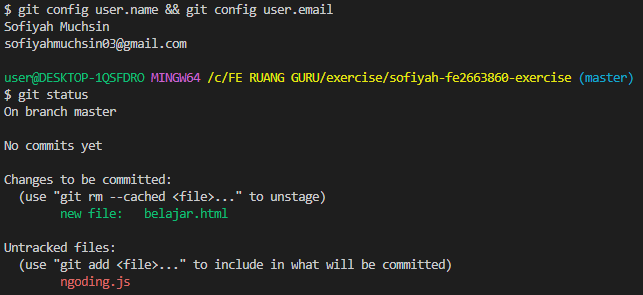 $ git config user.name && git config user.email
Sofiyah Muchsin
sofiyahmuchsin03@gmail.com
user@DESKTOP-1QSFDRO MINGW64 /c/FE RUANG GURU/exercise/sofiyah-fe2663860-exercise (master)
$ git status
On branch master
No commits yet
Changes to be committed:
(use "git rm --cached <file>..." to unstage)
new file:   belajar.html
Untracked files:
(use "git add <file>..." to include in what will be committed)
ngoding.js